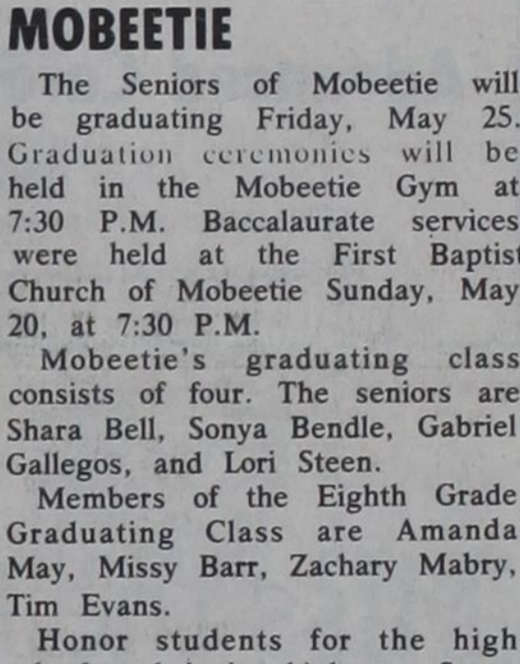 MOBEETIE
The Seniors of Mobeetie will
be graduating Friday, May 25.
Graduation ceremonies will be
held in the Mobeetie Gym at
7:30 P.M. Baccalaurate services
were held at the First Baptist
Church of Mobeetie Sunday, May
20, at 7:30 P.M.
Mobeetie's graduating class
consists of four. The seniors are
Shara Bell, Sonya Bendle, Gabriel
Gallegos, and Lori Steen.
Members of the Eighth Grade
Graduating Class are Amanda
May, Missy Barr, Zachary Mabry,
Tim Evans.
Honor students for the high